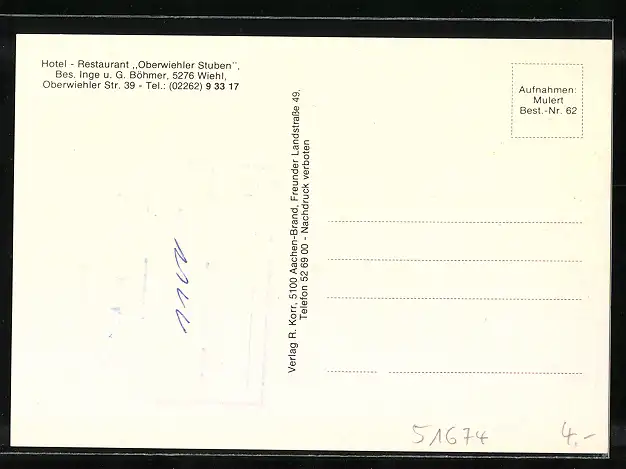 Hotel - Restaurant ,,Oberwiehler Stuben",
Bes. Inge u. G. Böhmer, 5276 Wiehl,
Oberwiehler Str. 39 - Tel.: (02262) 9 33 17
Verlag R. Korr, 5100 Aachen-Brand, Freunder Landstraße 49,
Telefon 52 69 00 - Nachdruck verboten
Aufnahmen:
Mulert
Best.-Nr. 62
51674
4.-